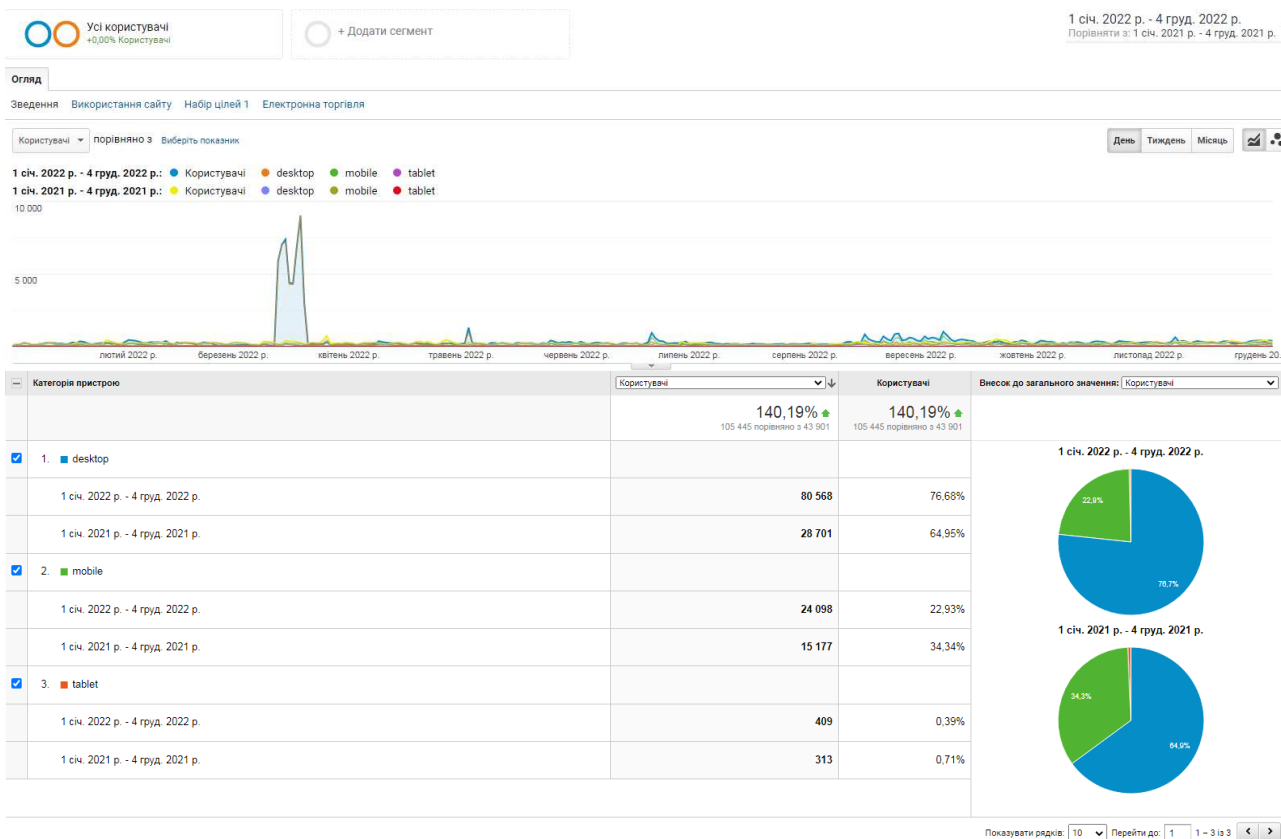 Усі користувачі
+0,00% Користувачі
+ Додати сегмент
1 січ. 2022 р. - 4 груд. 2022 р.
Порівняти з: 1 січ. 2021 р. - 4 груд. 2021 р.
Огляд
Зведення Використання сайту Набір цілей 1 Електронна торгівля
Користувачі порівняно з Виберіть показник
День Тиждень Місяць
1 січ. 2022 р. - 4 груд. 2022 р.: Користувачі desktop mobile tablet
1 січ. 2021 р. - 4 груд. 2021 р.: Користувачі desktop mobile tablet
10 000
5 000
лютий 2022 р. березень 2022 р. квітень 2022 р. травень 2022 р. червень 2022 р. липень 2022 р. серпень 2022 р. вересень 2022 р. жовтень 2022 р. листопад 2022 р. грудень 20.
Категорія пристрою Користувачі Користувачі Внесок до загального значення: Користувачі
140,19% 140,19%
105 445 порівняно з 43 901 105 445 порівняно з 43 901
1. desktop
1 січ. 2022 р. - 4 груд. 2022 р. 80 568 76,68%
1 січ. 2021 р. - 4 груд. 2021 р. 28 701 64,95%
2. mobile
1 січ. 2022 р. - 4 груд. 2022 р. 24 098 22,93%
1 січ. 2021 р. - 4 груд. 2021 р. 15 177 34,34%
3. tablet
1 січ. 2022 р. - 4 груд. 2022 р. 409 0,39%
1 січ. 2021 р. - 4 груд. 2021 р. 313 0,71%
1 січ. 2022 р. - 4 груд. 2022 р.
22,9%
76,7%
1 січ. 2021 р. - 4 груд. 2021 р.
34,3%
64,9%
Показувати рядків: 10 Перейти до: 1 1 – 3 із 3